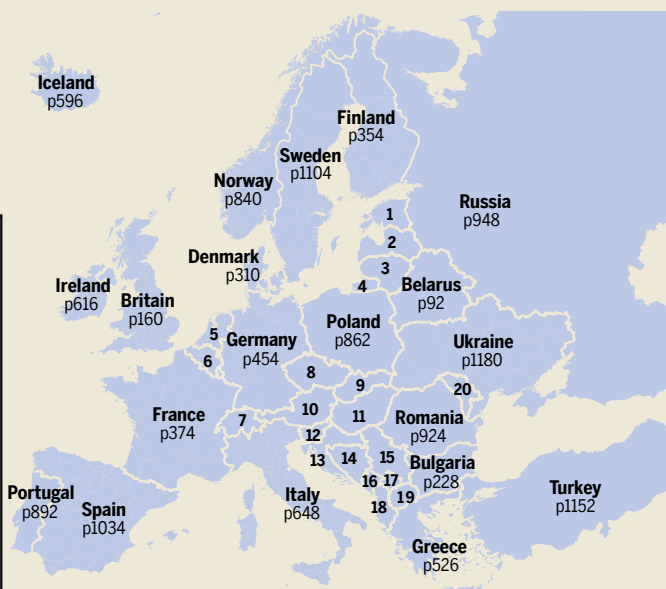 Iceland
p596
Finland
p354
Sweden
p1104
Norway
p840
Russia
p948
1
2
Denmark
p310
3
4
Ireland
p616
Britain
p160
Belarus
p92
Poland
p862
5
Germany
p454
6
Ukraine
p1180
8
9
20
France
p374
7
10
11
Romania
p924
12
13
14
15
Bulgaria
p228
16
17
Portugal
p892
Spain
p1034
Italy
p648
18
19
Turkey
p1152
Greece
p526